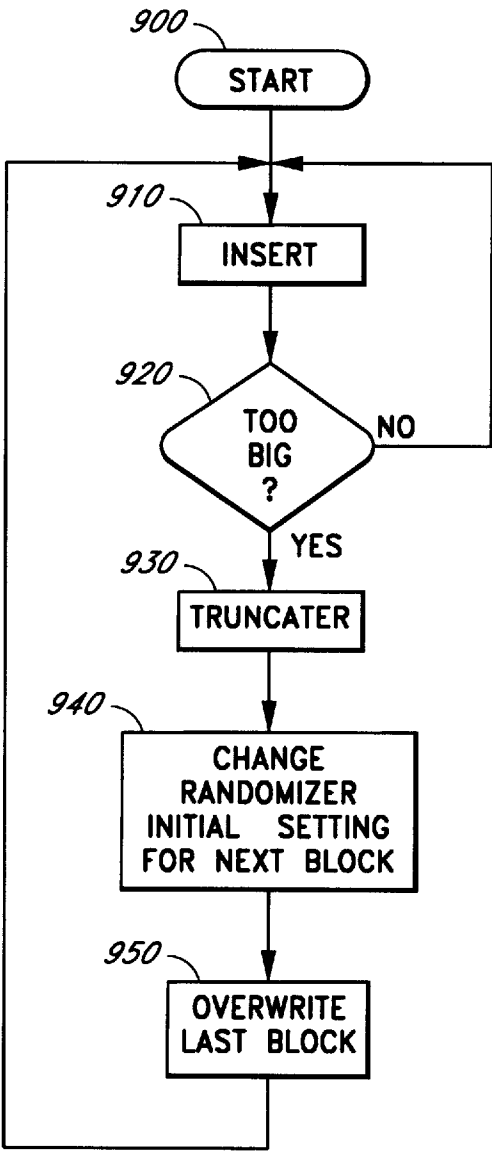 900
START
910
INSERT
920
TOO
BIG
?
NO
YES
930
TRUNCATER
940
CHANGE
RANDOMIZER
INITIAL SETTING
FOR NEXT BLOCK
950
OVERWRITE
LAST BLOCK